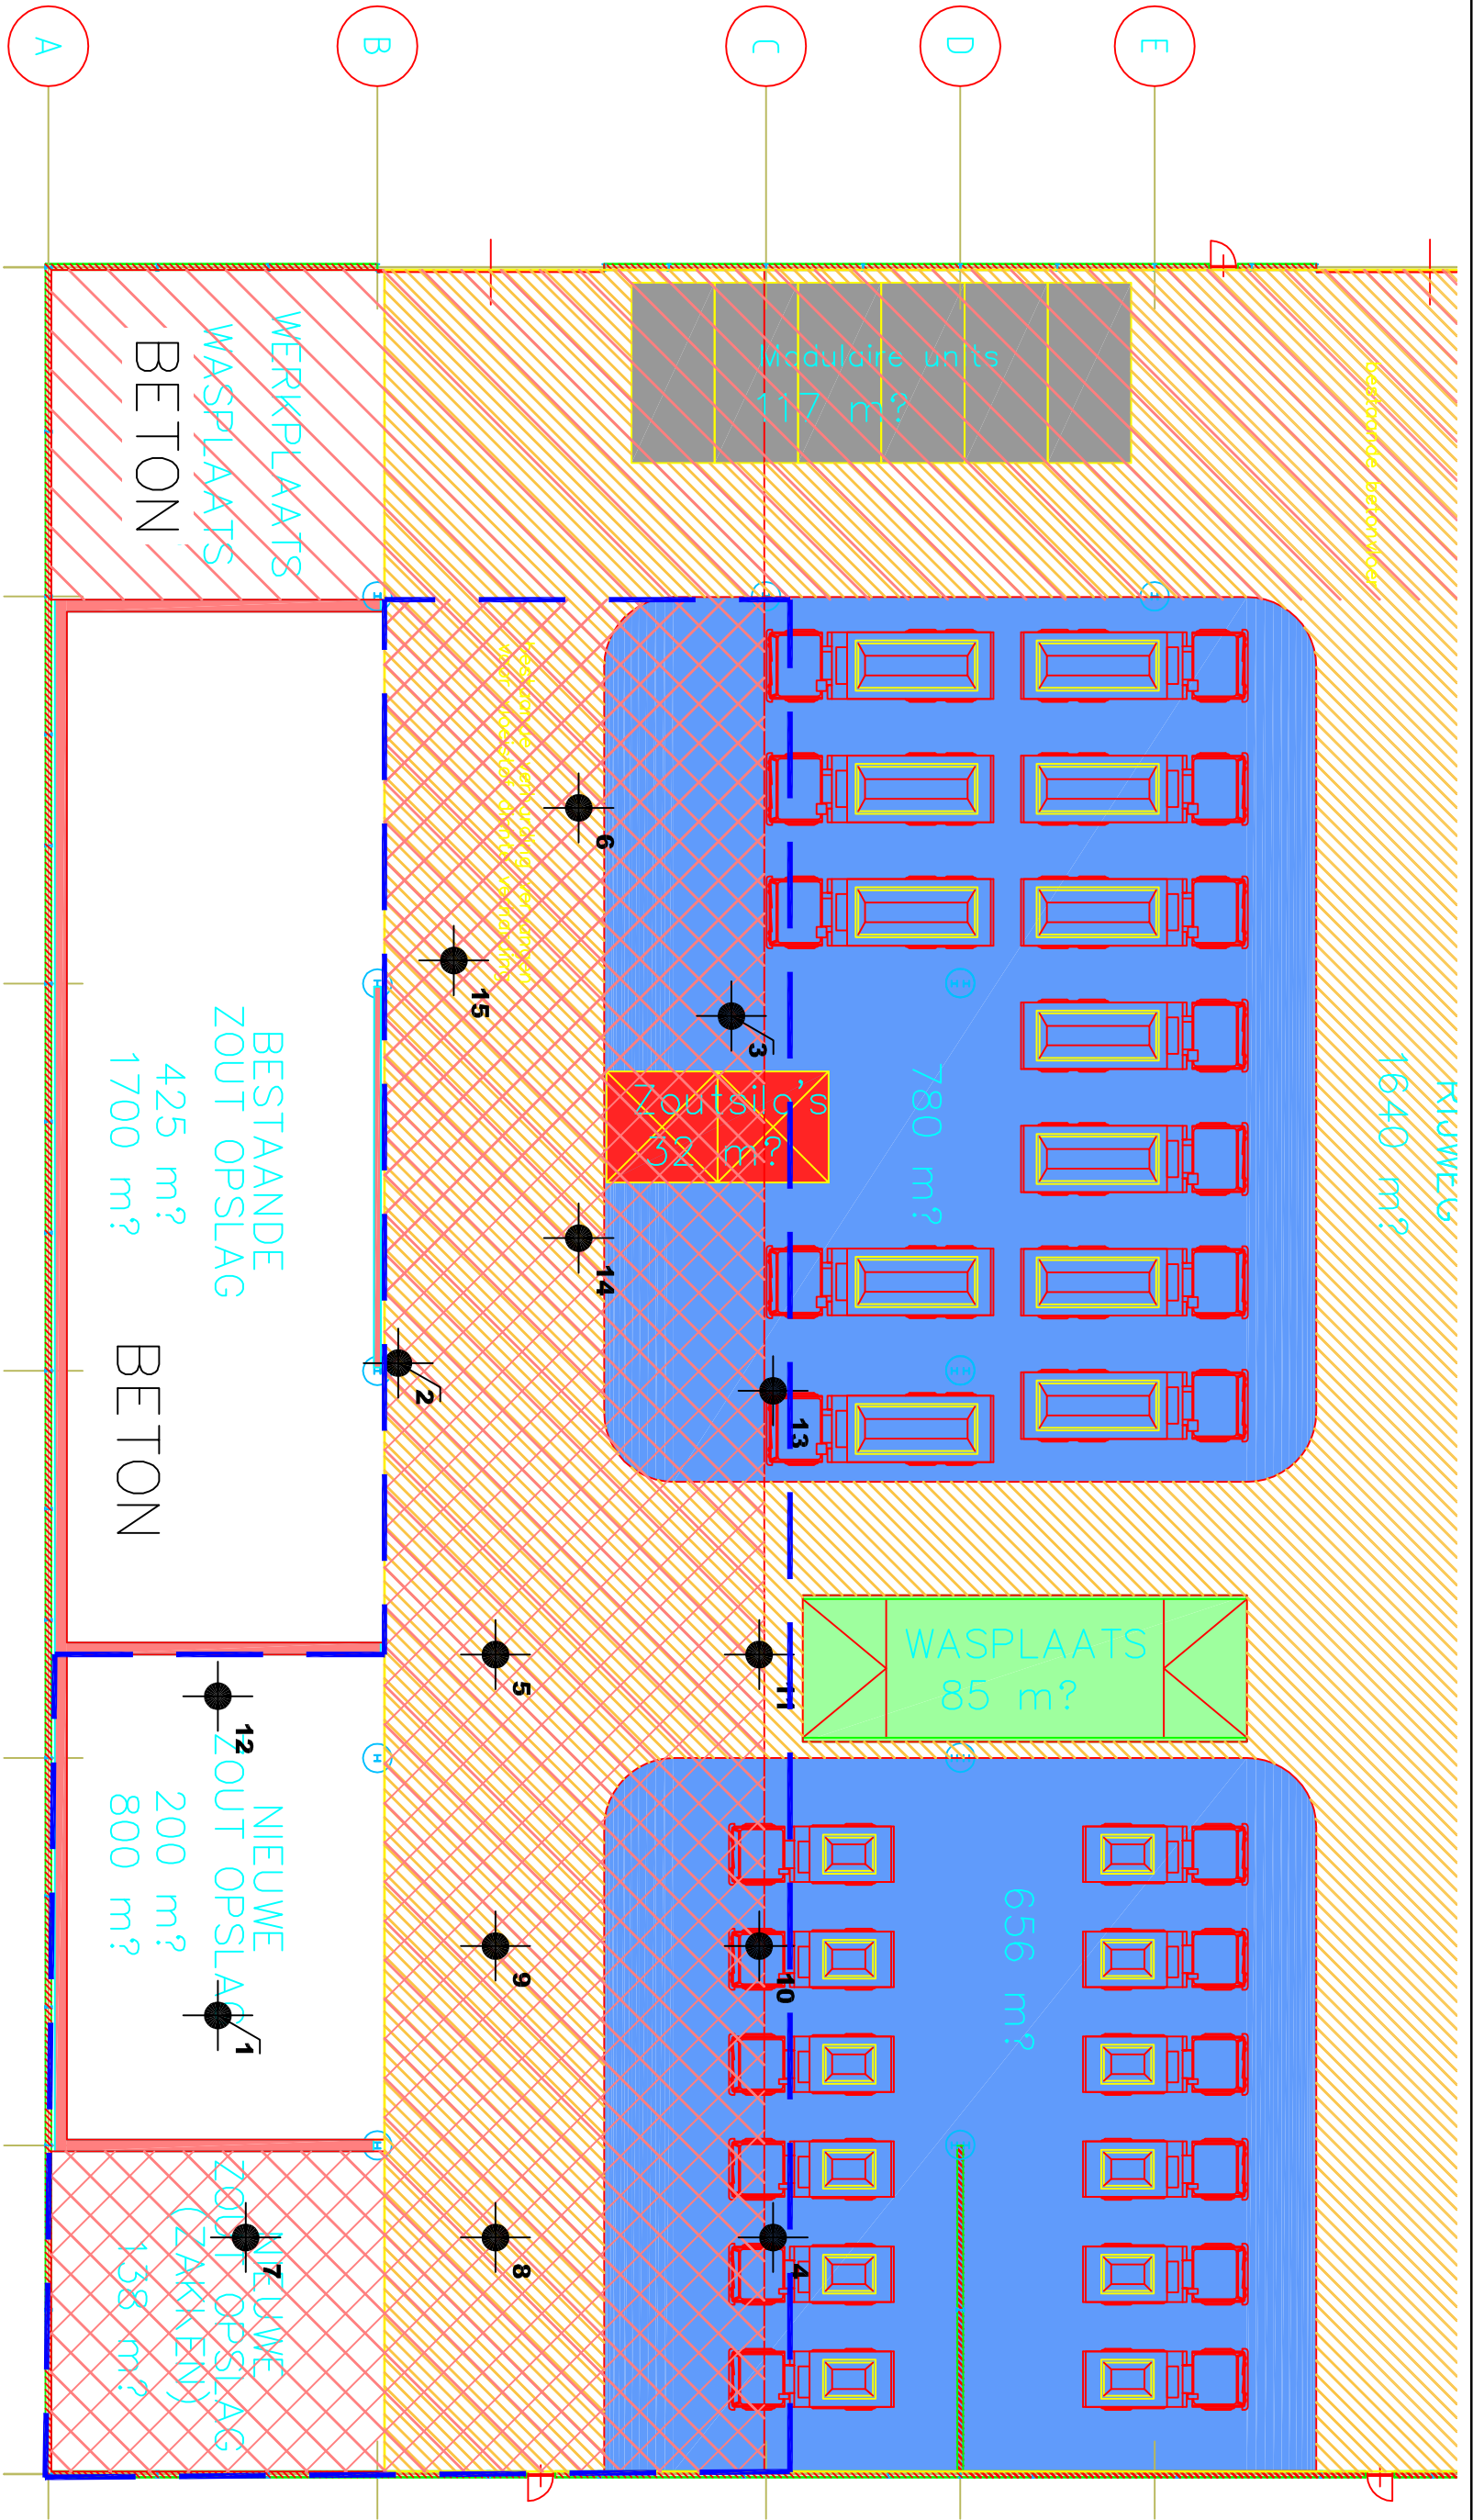 A
B
C
D
E
WERKPLAATS
WASPLAATS
BETON
Modulaire units
117 m?
RIJWEG
1640 m?
780 m?
Zoutsilo's
32 m?
BESTAANDE
ZOUT OPSLAG
425 m?
1700 m?
BETON
WASPLAATS
85 m?
656 m?
NIEUWE
ZOUT OPSLAG
200 m?
800 m?
NIEUWE
ZOUT OPSLAG
(ZAKKEN)
138 m?
6
15
3
14
2
13
5
11
12
9
10
1
7
8
4